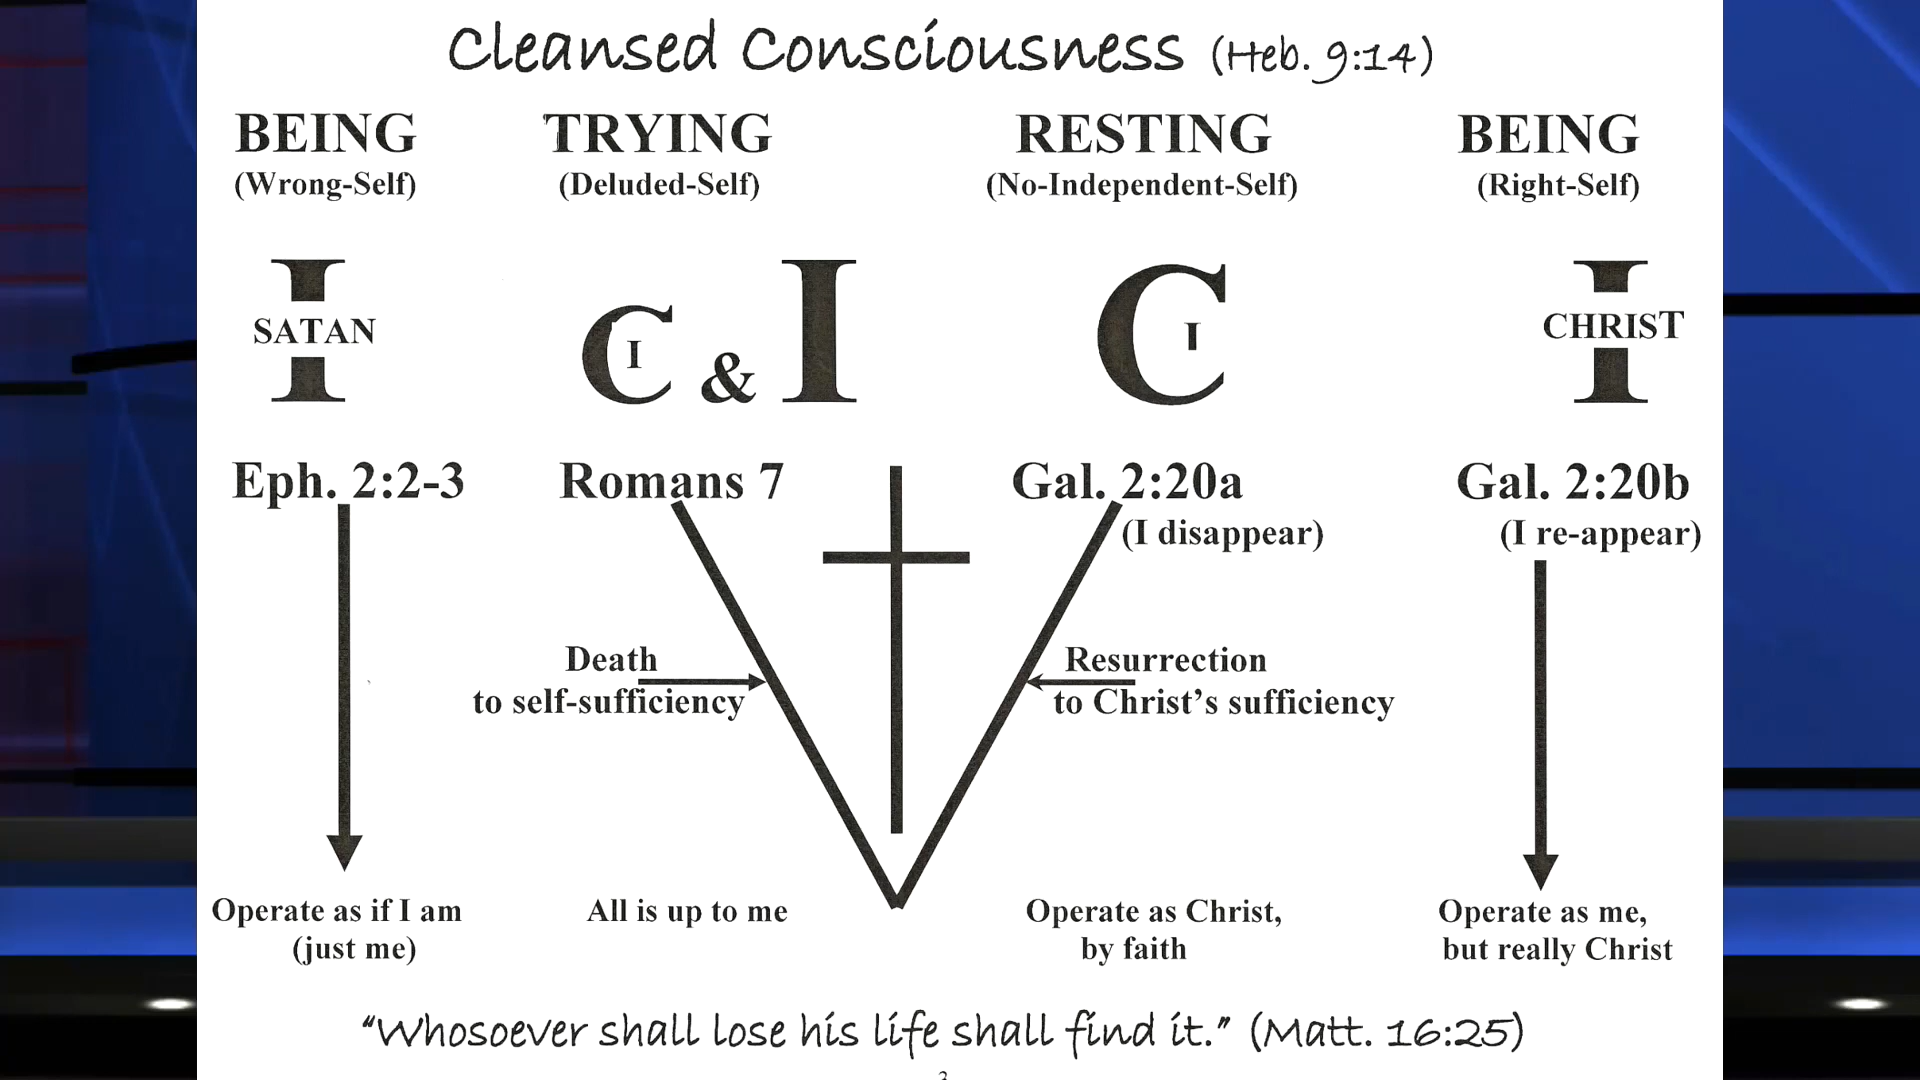 Cleansed Consciousness (Heb. 9:14)
BEING TRYING RESTING BEING
(Wrong-Self) (Deluded-Self) (No-Independent-Self) (Right-Self)
I SATAN
C I & I
C I
I CHRIST
Eph. 2:2-3 Romans 7 Gal. 2:20a Gal. 2:20b
(I disappear) (I re-appear)
Death Resurrection
to self-sufficiency to Christ’s sufficiency
Operate as if I am All is up to me Operate as Christ, Operate as me,
(just me) by faith but really Christ
“Whosoever shall lose his life shall find it.” (Matt. 16:25)